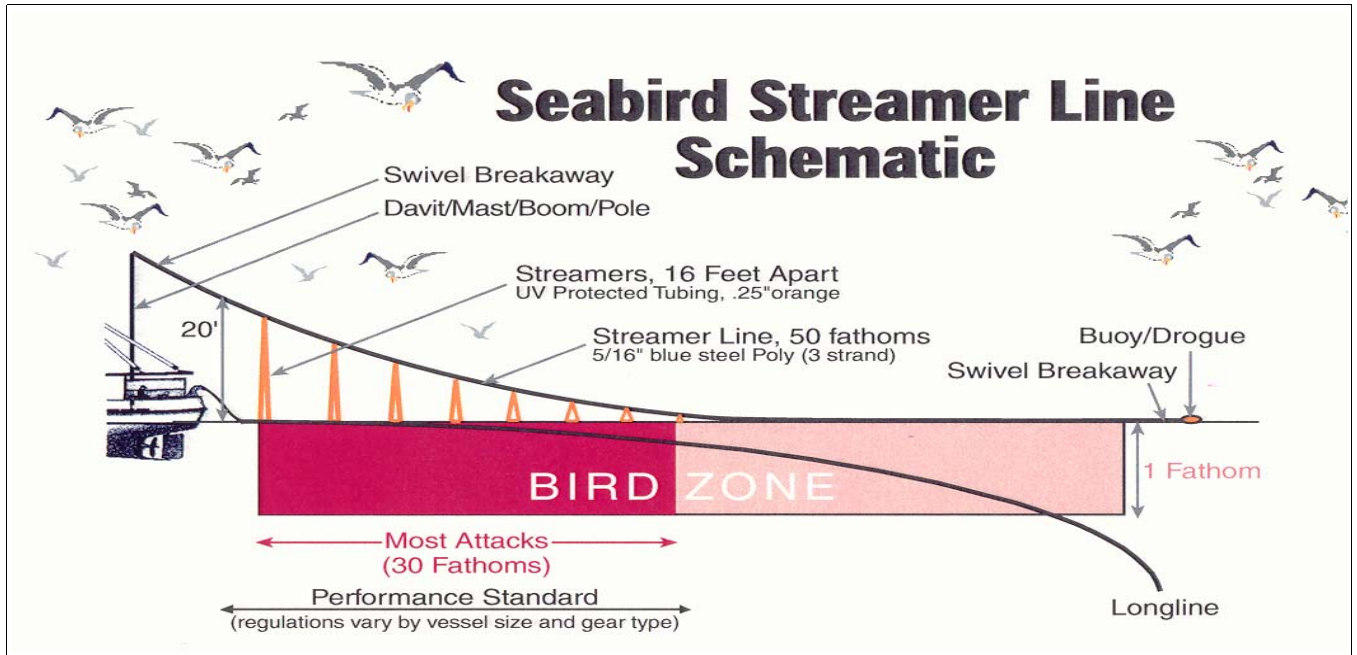 Seabird Streamer Line
Schematic
Swivel Breakaway
Davit/Mast/Boom/Pole
Streamers, 16 Feet Apart
UV Protected Tubing, .25"orange
20'
Streamer Line, 50 fathoms
5/16" blue steel Poly (3 strand)
Buoy/Drogue
Swivel Breakaway
1 Fathom
BIRD ZONE
Most Attacks
(30 Fathoms)
Performance Standard
(regulations vary by vessel size and gear type)
Longline